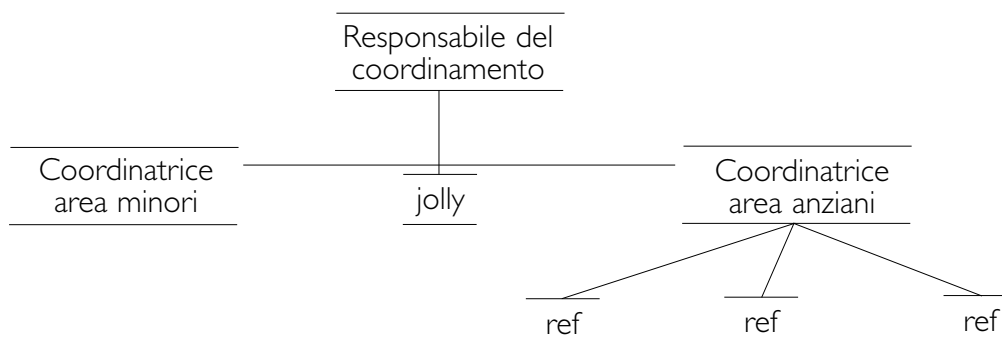 Responsabile del
coordinamento
Coordinatrice
area minori
jolly
Coordinatrice
area anziani
ref
ref
ref